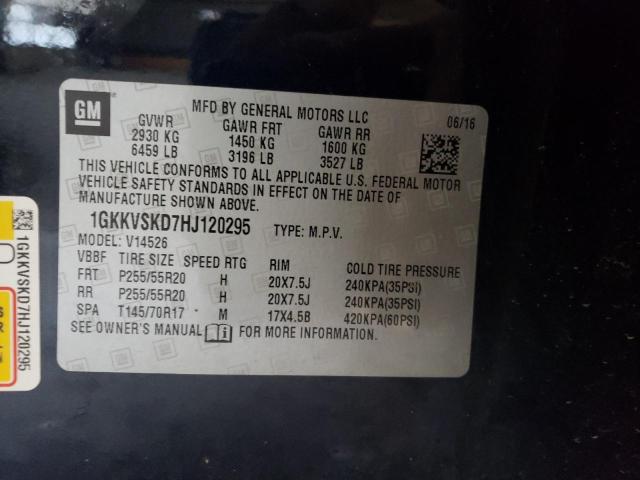 GM
MFD BY GENERAL MOTORS LLC
06/16
GVWR GAWR FRT GAWR RR
2930 KG 1450 KG 1600 KG
6459 LB 3196 LB 3527 LB
THIS VEHICLE CONFORMS TO ALL APPLICABLE U.S. FEDERAL MOTOR
VEHICLE SAFETY STANDARDS IN EFFECT ON THE DATE OF
MANUFACTURE SHOWN ABOVE.
1GKKVSKD7HJ120295 TYPE: M.P.V.
MODEL: V14526
VBBF TIRE SIZE SPEED RTG RIM COLD TIRE PRESSURE
FRT P255/55R20 H 20X7.5J 240KPA(35PSI)
RR P255/55R20 H 20X7.5J 240KPA(35PSI)
SPA T145/70R17 M 17X4.5B 420KPA(60PSI)
SEE OWNER'S MANUAL FOR MORE INFORMATION.
1GKKVSKD7HJ120295